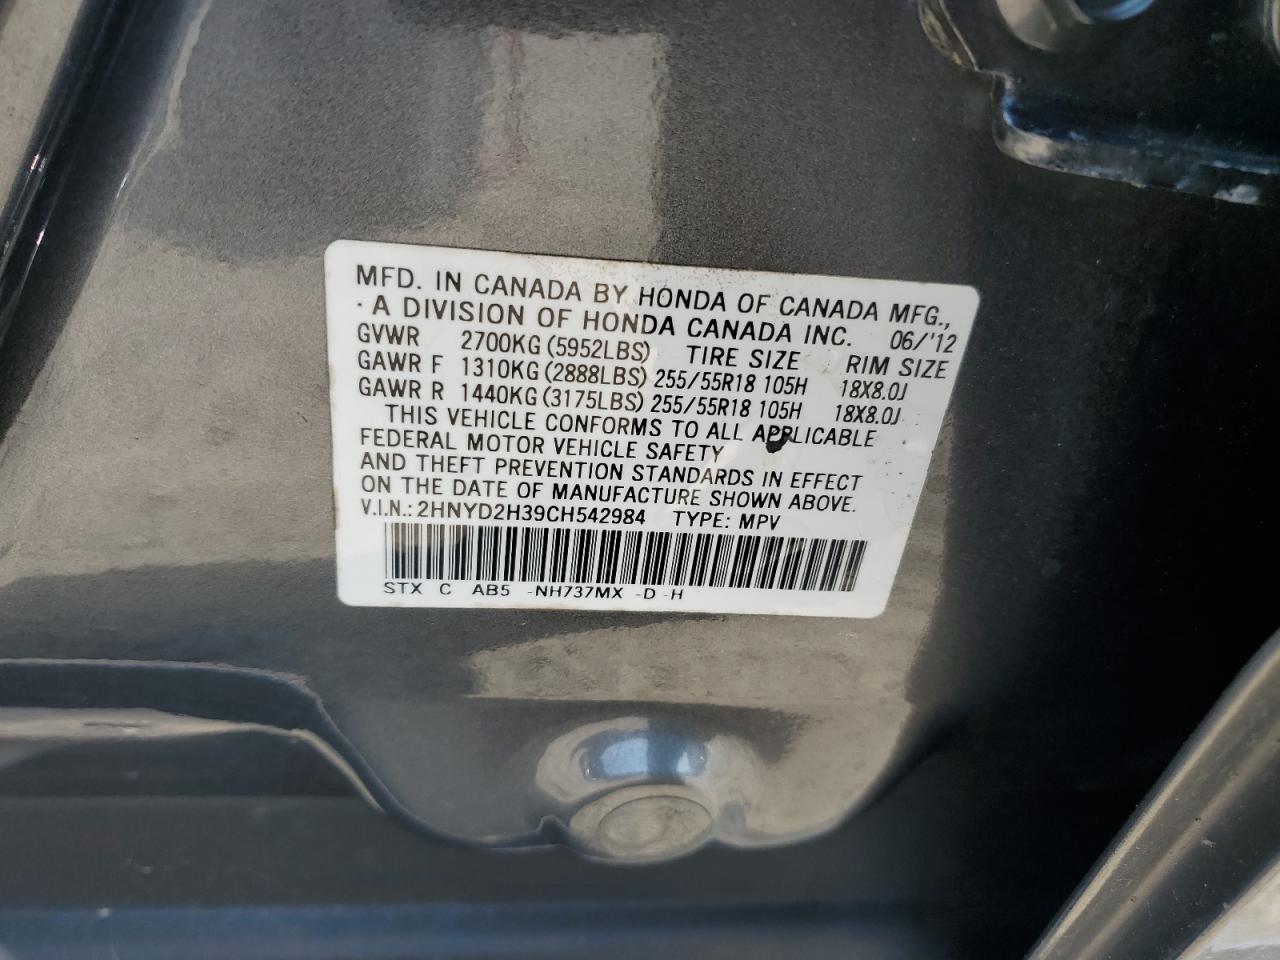 MFD. IN CANADA BY HONDA OF CANADA MFG.,
· A DIVISION OF HONDA CANADA INC. 06/'12
GVWR 2700KG (5952LBS) TIRE SIZE RIM SIZE
GAWR F 1310KG (2888LBS) 255/55R18 105H 18X8.0J
GAWR R 1440KG (3175LBS) 255/55R18 105H 18X8.0J
THIS VEHICLE CONFORMS TO ALL APPLICABLE
FEDERAL MOTOR VEHICLE SAFETY
AND THEFT PREVENTION STANDARDS IN EFFECT
ON THE DATE OF MANUFACTURE SHOWN ABOVE.
V.I.N.: 2HNYD2H39CH542984 TYPE: MPV
STX C AB5 -NH737MX -D -H